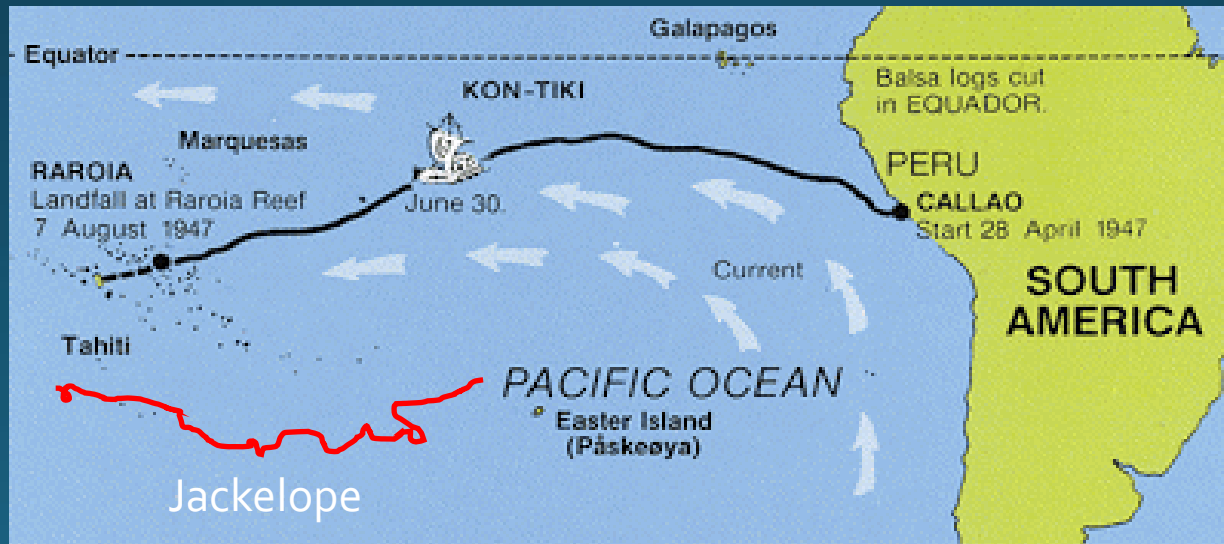 Galapagos
Equator
Balsa logs cut
in EQUADOR.
KON-TIKI
Marquesas
RAROIA
Landfall at Raroia Reef
7 August 1947
June 30.
PERU
CALLAO
Start 28 April 1947
Current
SOUTH
AMERICA
Tahiti
PACIFIC OCEAN
Easter Island
(Påskeøya)
Jackelope